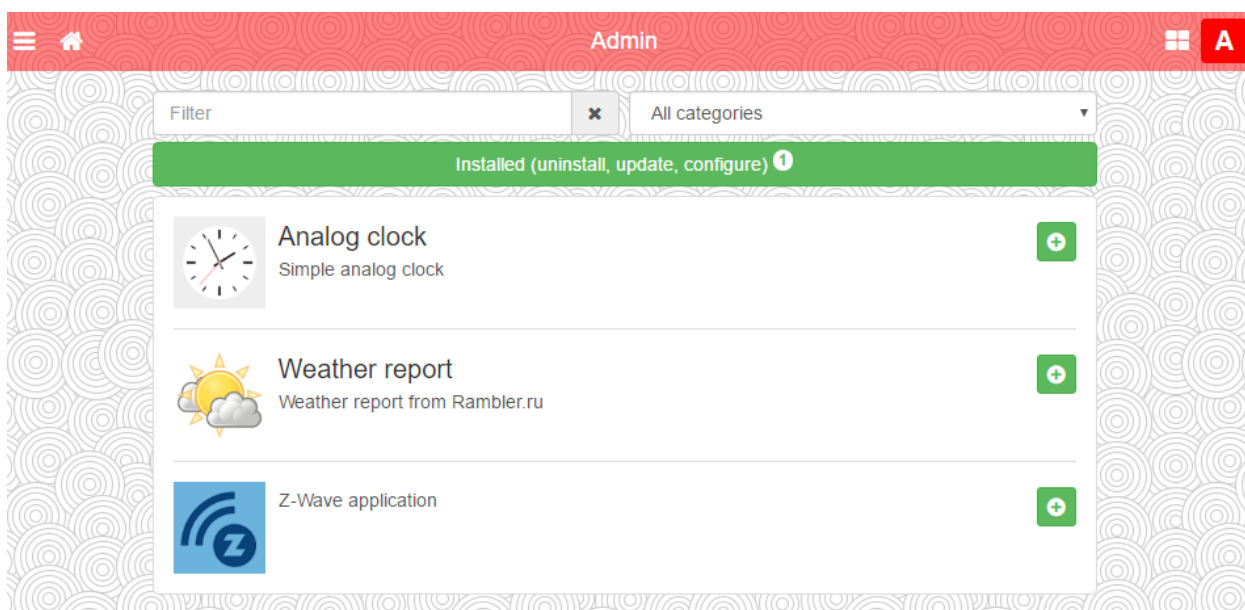 Admin
A
Filter
All categories
Installed (uninstall, update, configure) 1
Analog clock
Simple analog clock
Weather report
Weather report from Rambler.ru
Z-Wave application
Z